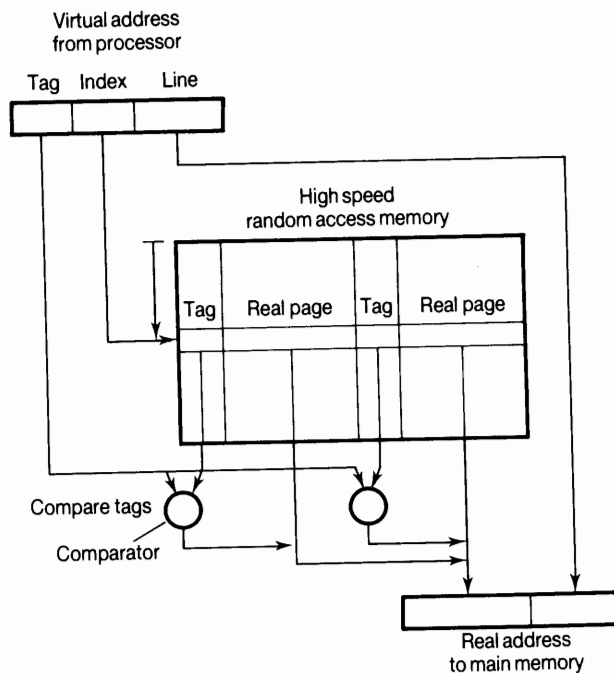 Virtual address
from processor
Tag Index Line
High speed
random access memory
Tag Real page Tag Real page
Compare tags
Comparator
Real address
to main memory